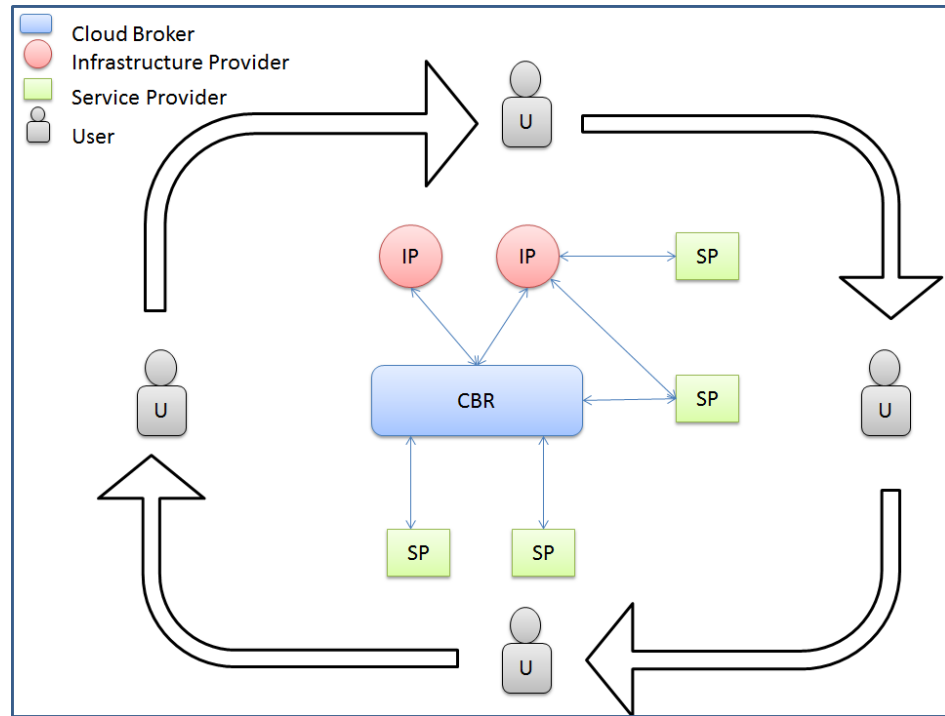 Cloud Broker
Infrastructure Provider
Service Provider
User
U
IP
IP
SP
U
CBR
SP
U
SP
SP
U